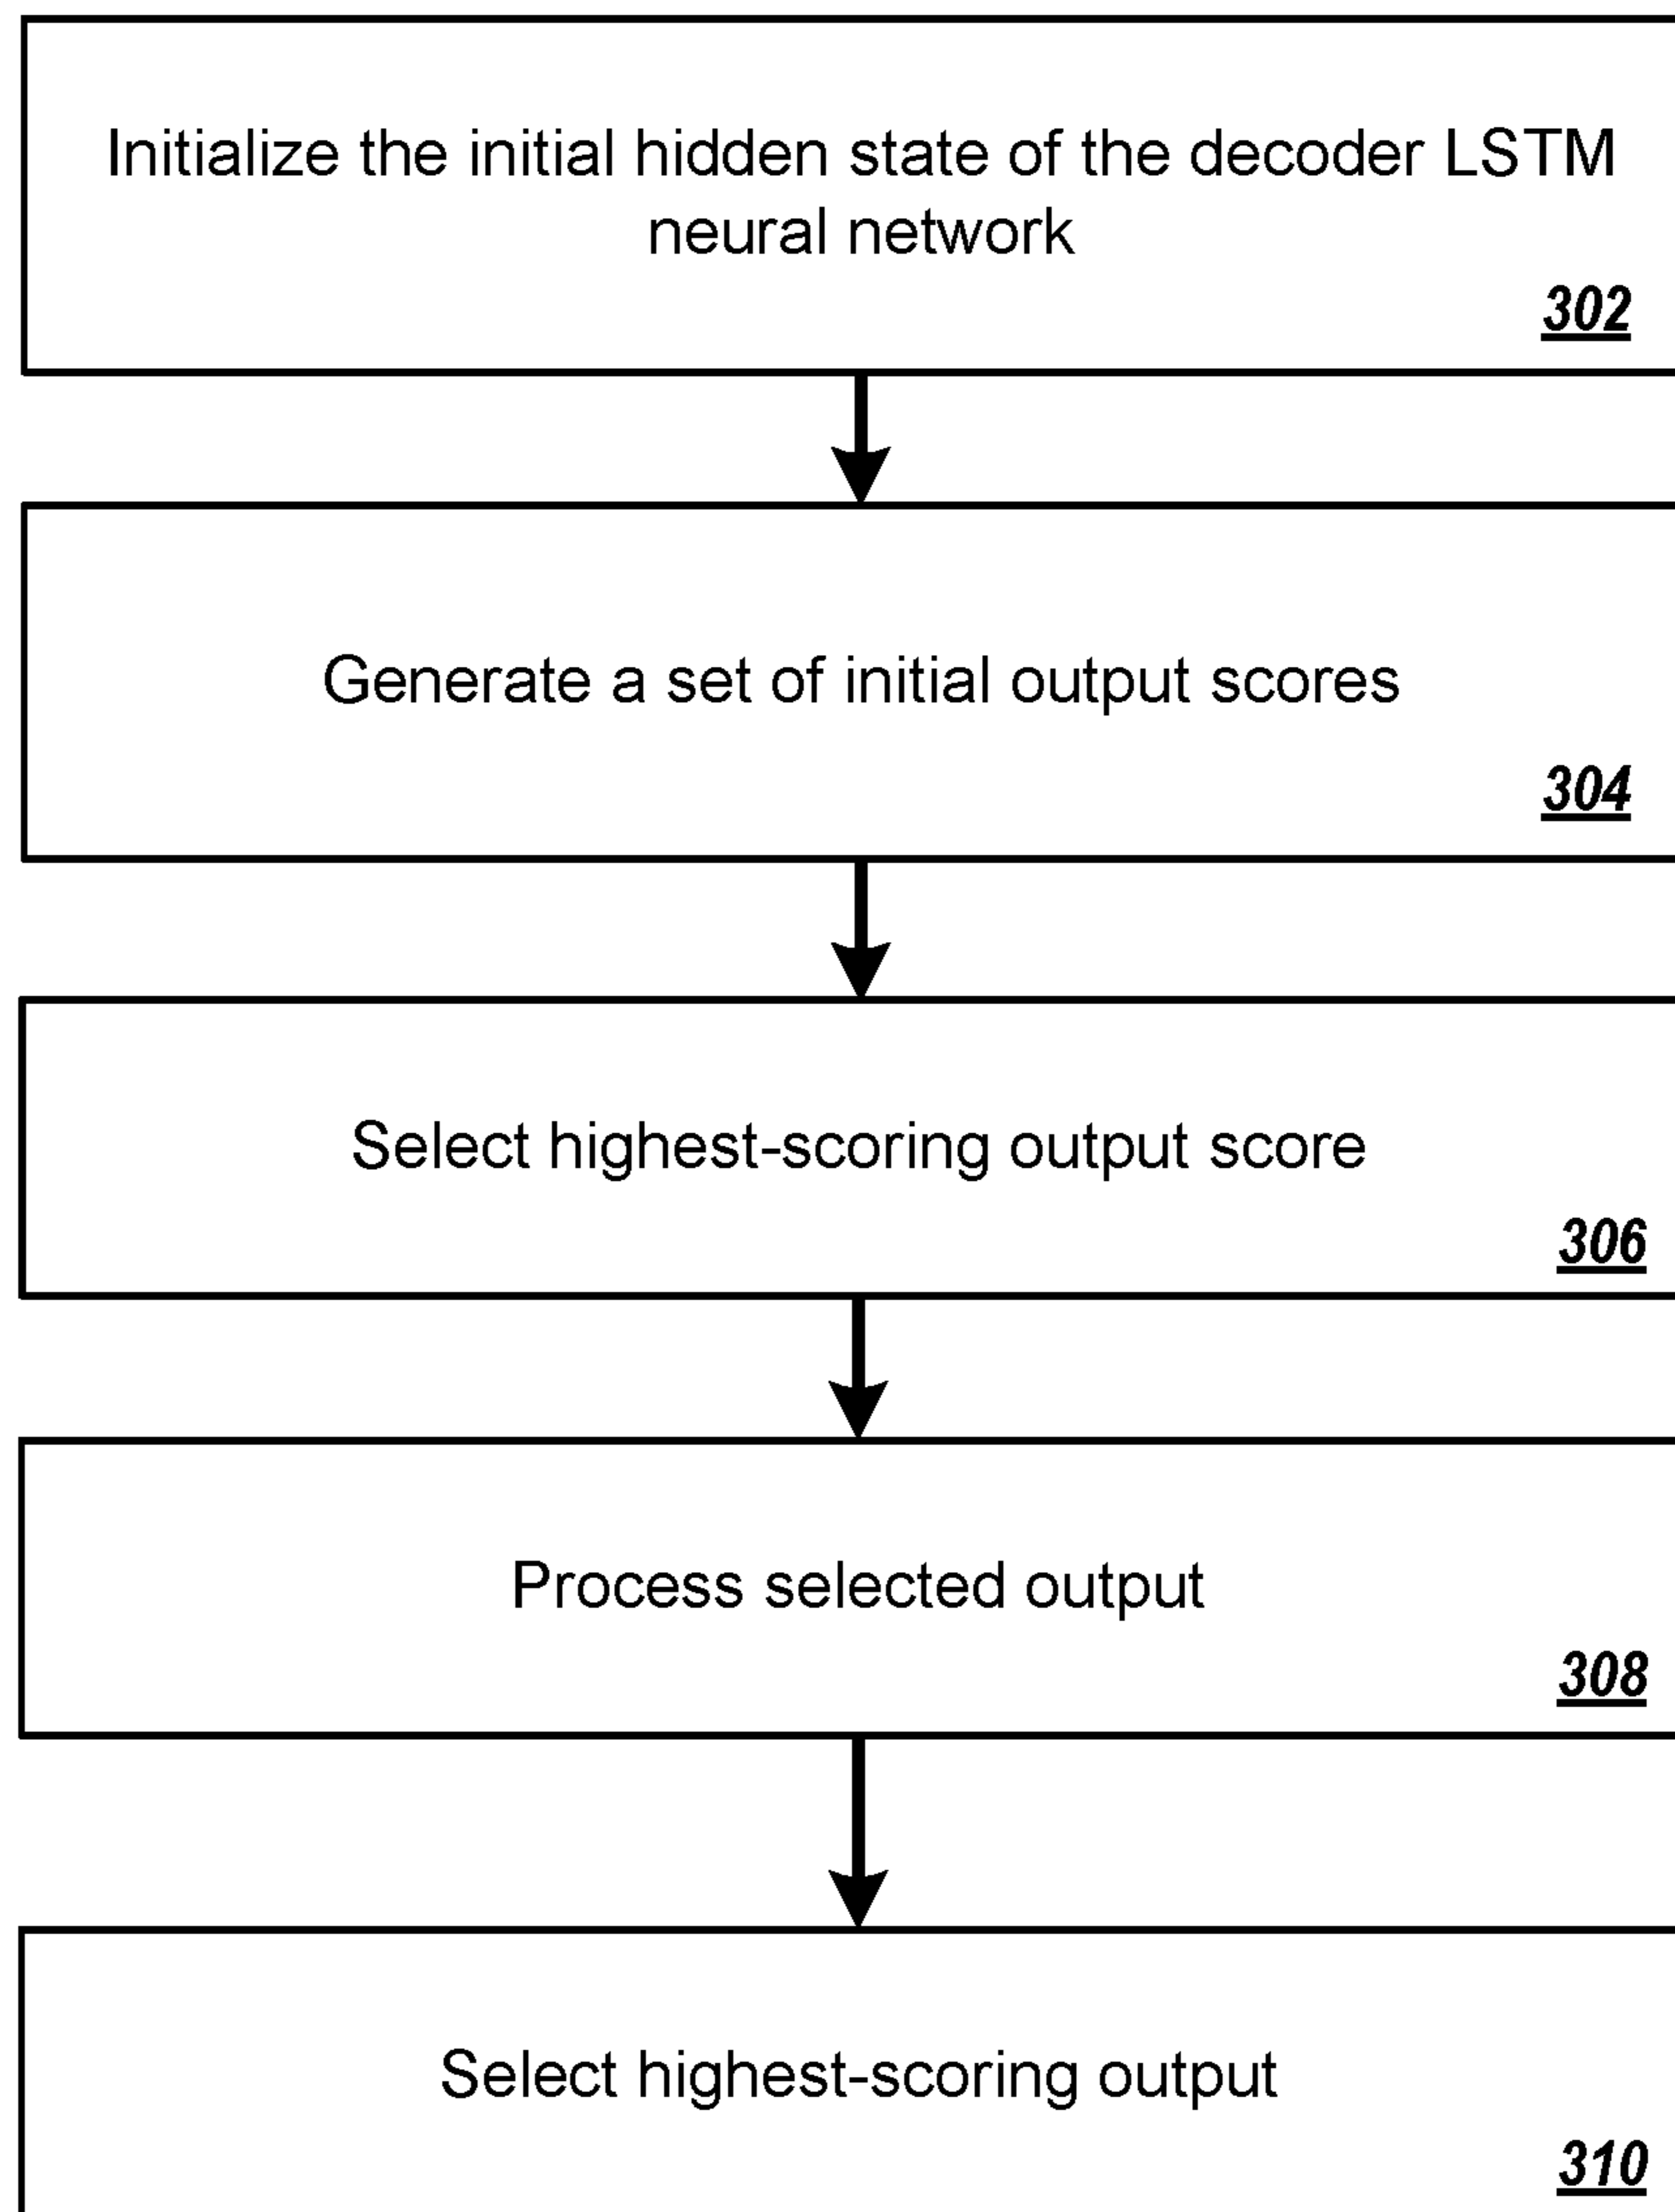 Initialize the initial hidden state of the decoder LSTM
neural network
302
Generate a set of initial output scores
304
Select highest-scoring output score
306
Process selected output
308
Select highest-scoring output
310